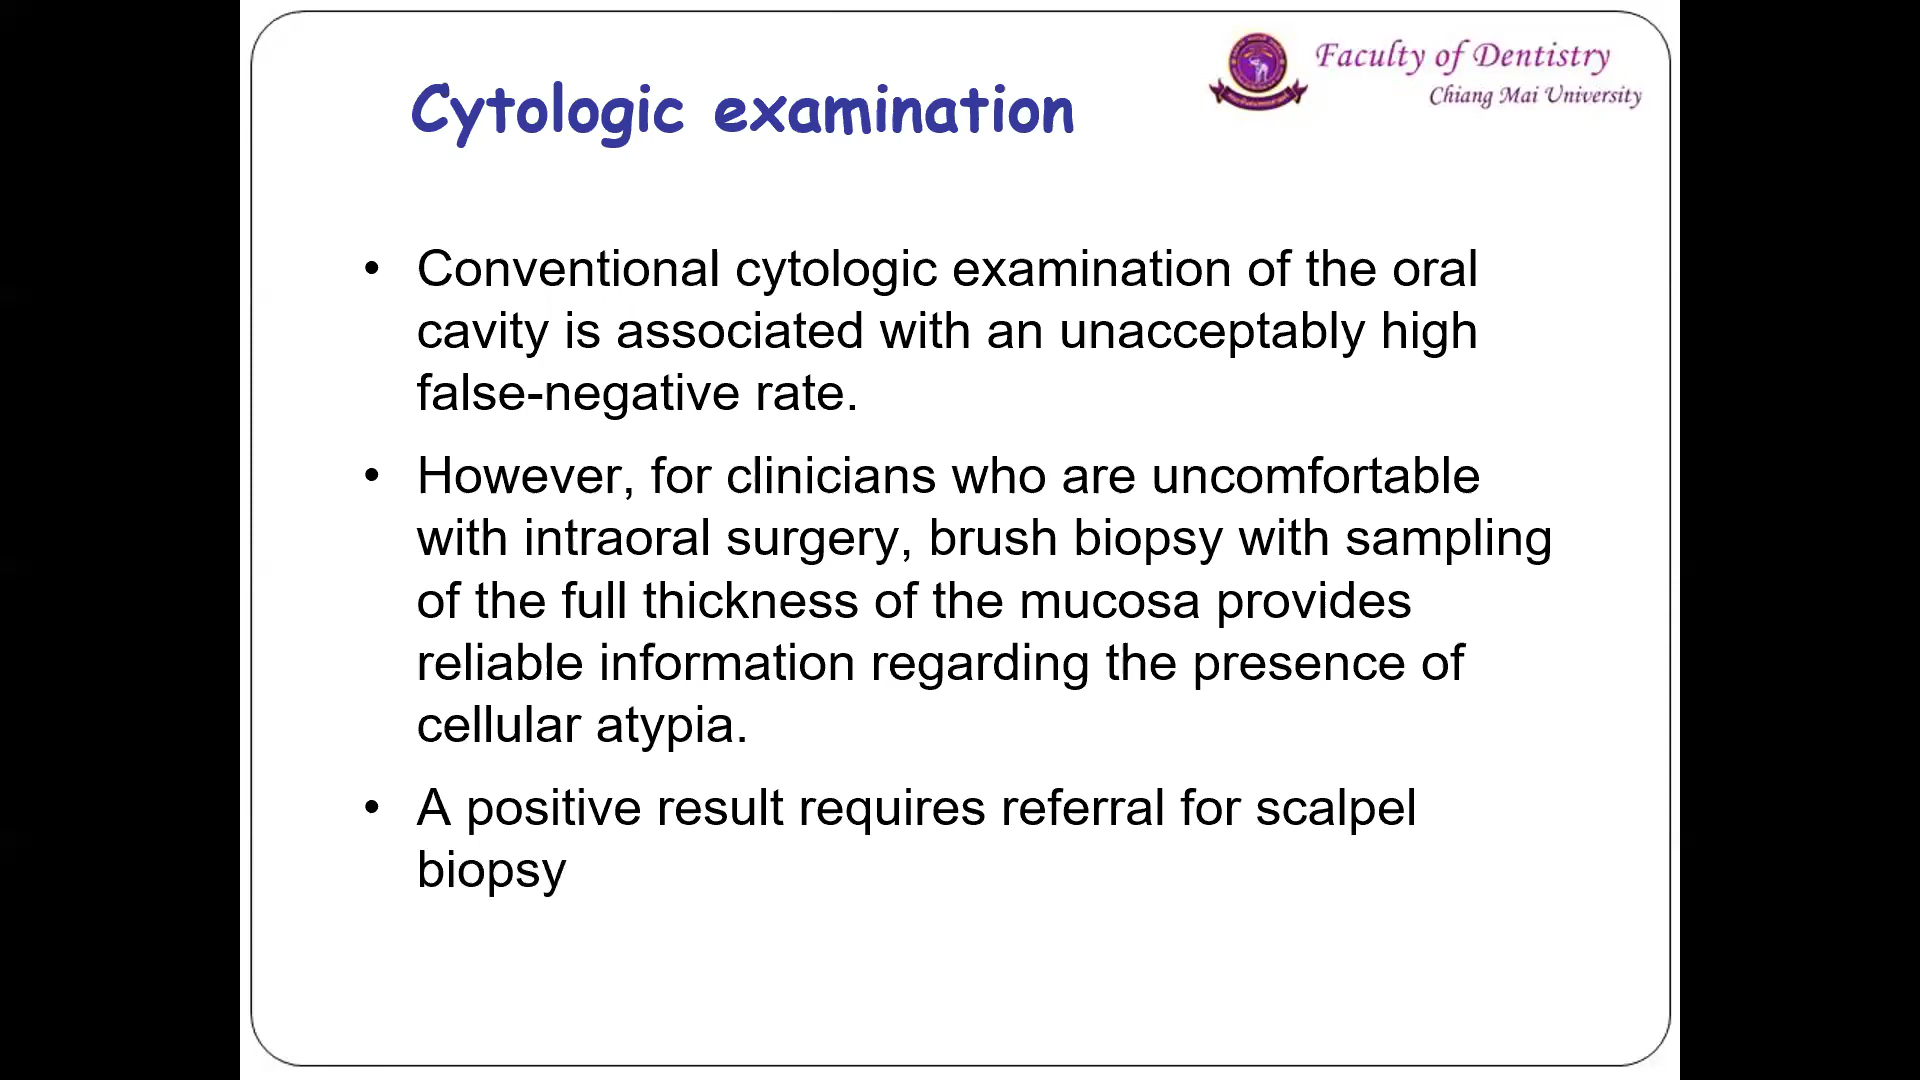 Faculty of Dentistry
Chiang Mai University
Cytologic examination
• Conventional cytologic examination of the oral
cavity is associated with an unacceptably high
false-negative rate.
• However, for clinicians who are uncomfortable
with intraoral surgery, brush biopsy with sampling
of the full thickness of the mucosa provides
reliable information regarding the presence of
cellular atypia.
• A positive result requires referral for scalpel
biopsy